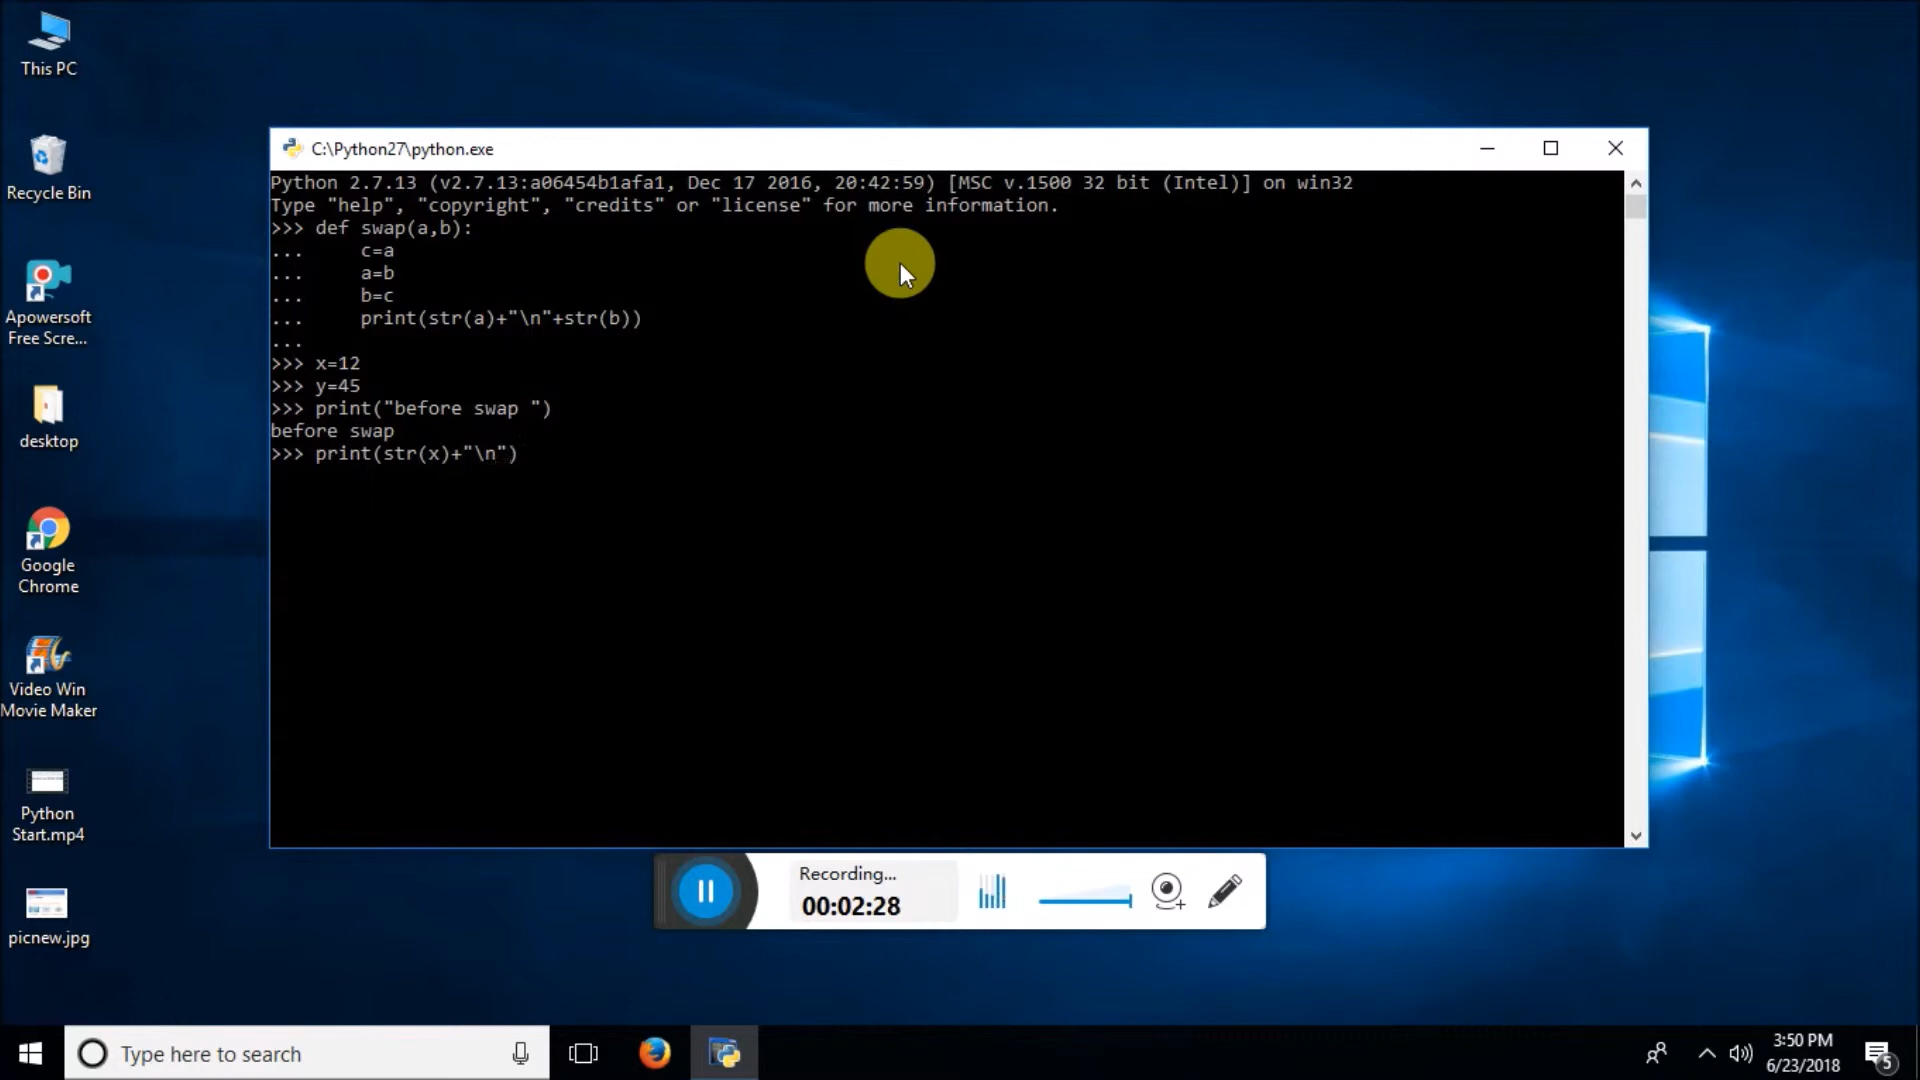 This PC
Recycle Bin
Apowersoft
Free Scre...
desktop
Google
Chrome
Video Win
Movie Maker
Python
Start.mp4
picnew.jpg
C:\Python27\python.exe
Python 2.7.13 (v2.7.13:a06454b1afa1, Dec 17 2016, 20:42:59) [MSC v.1500 32 bit (Intel)] on win32
Type "help", "copyright", "credits" or "license" for more information.
>>> def swap(a,b):
...     c=a
...     a=b
...     b=c
...     print(str(a)+"\n"+str(b))
...
>>> x=12
>>> y=45
>>> print("before swap ")
before swap
>>> print(str(x)+"\n")
Recording...
00:02:28
Type here to search
3:50 PM
6/23/2018
5